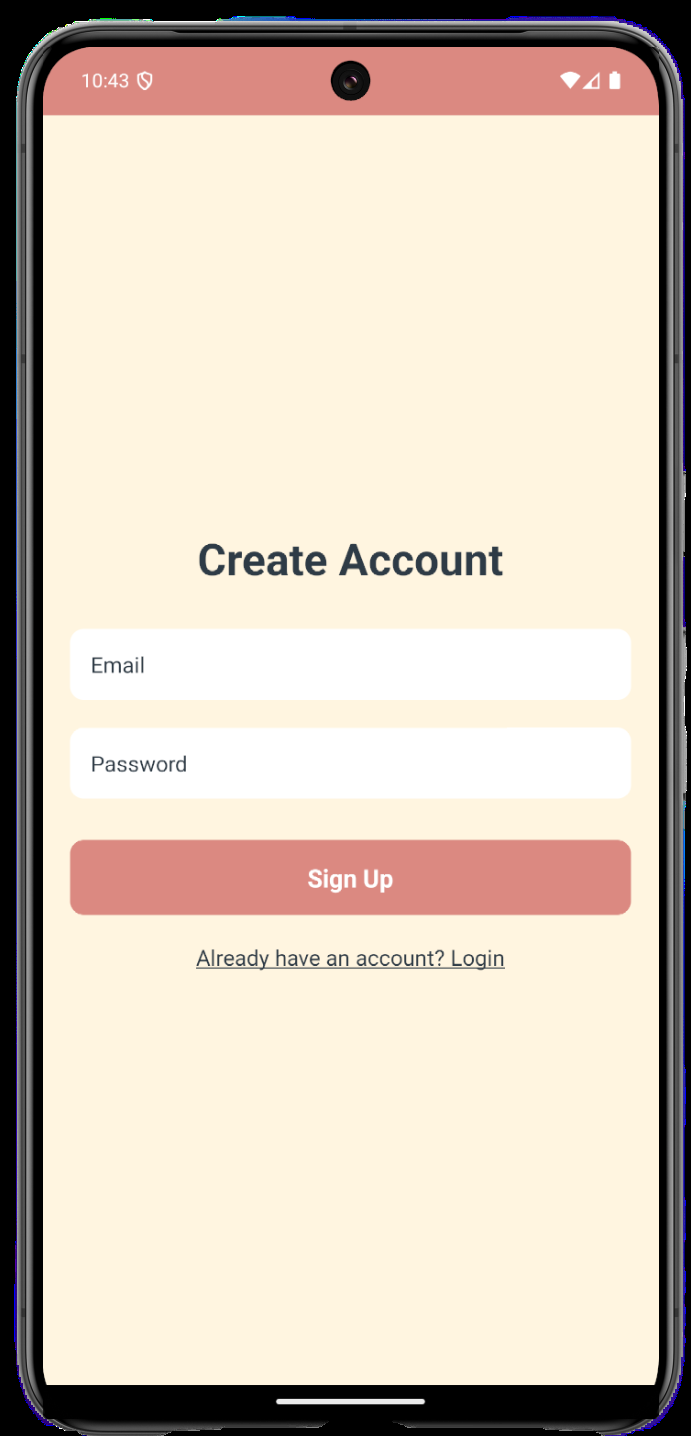 10:43
Create Account
Email
Password
Sign Up
Already have an account? Login